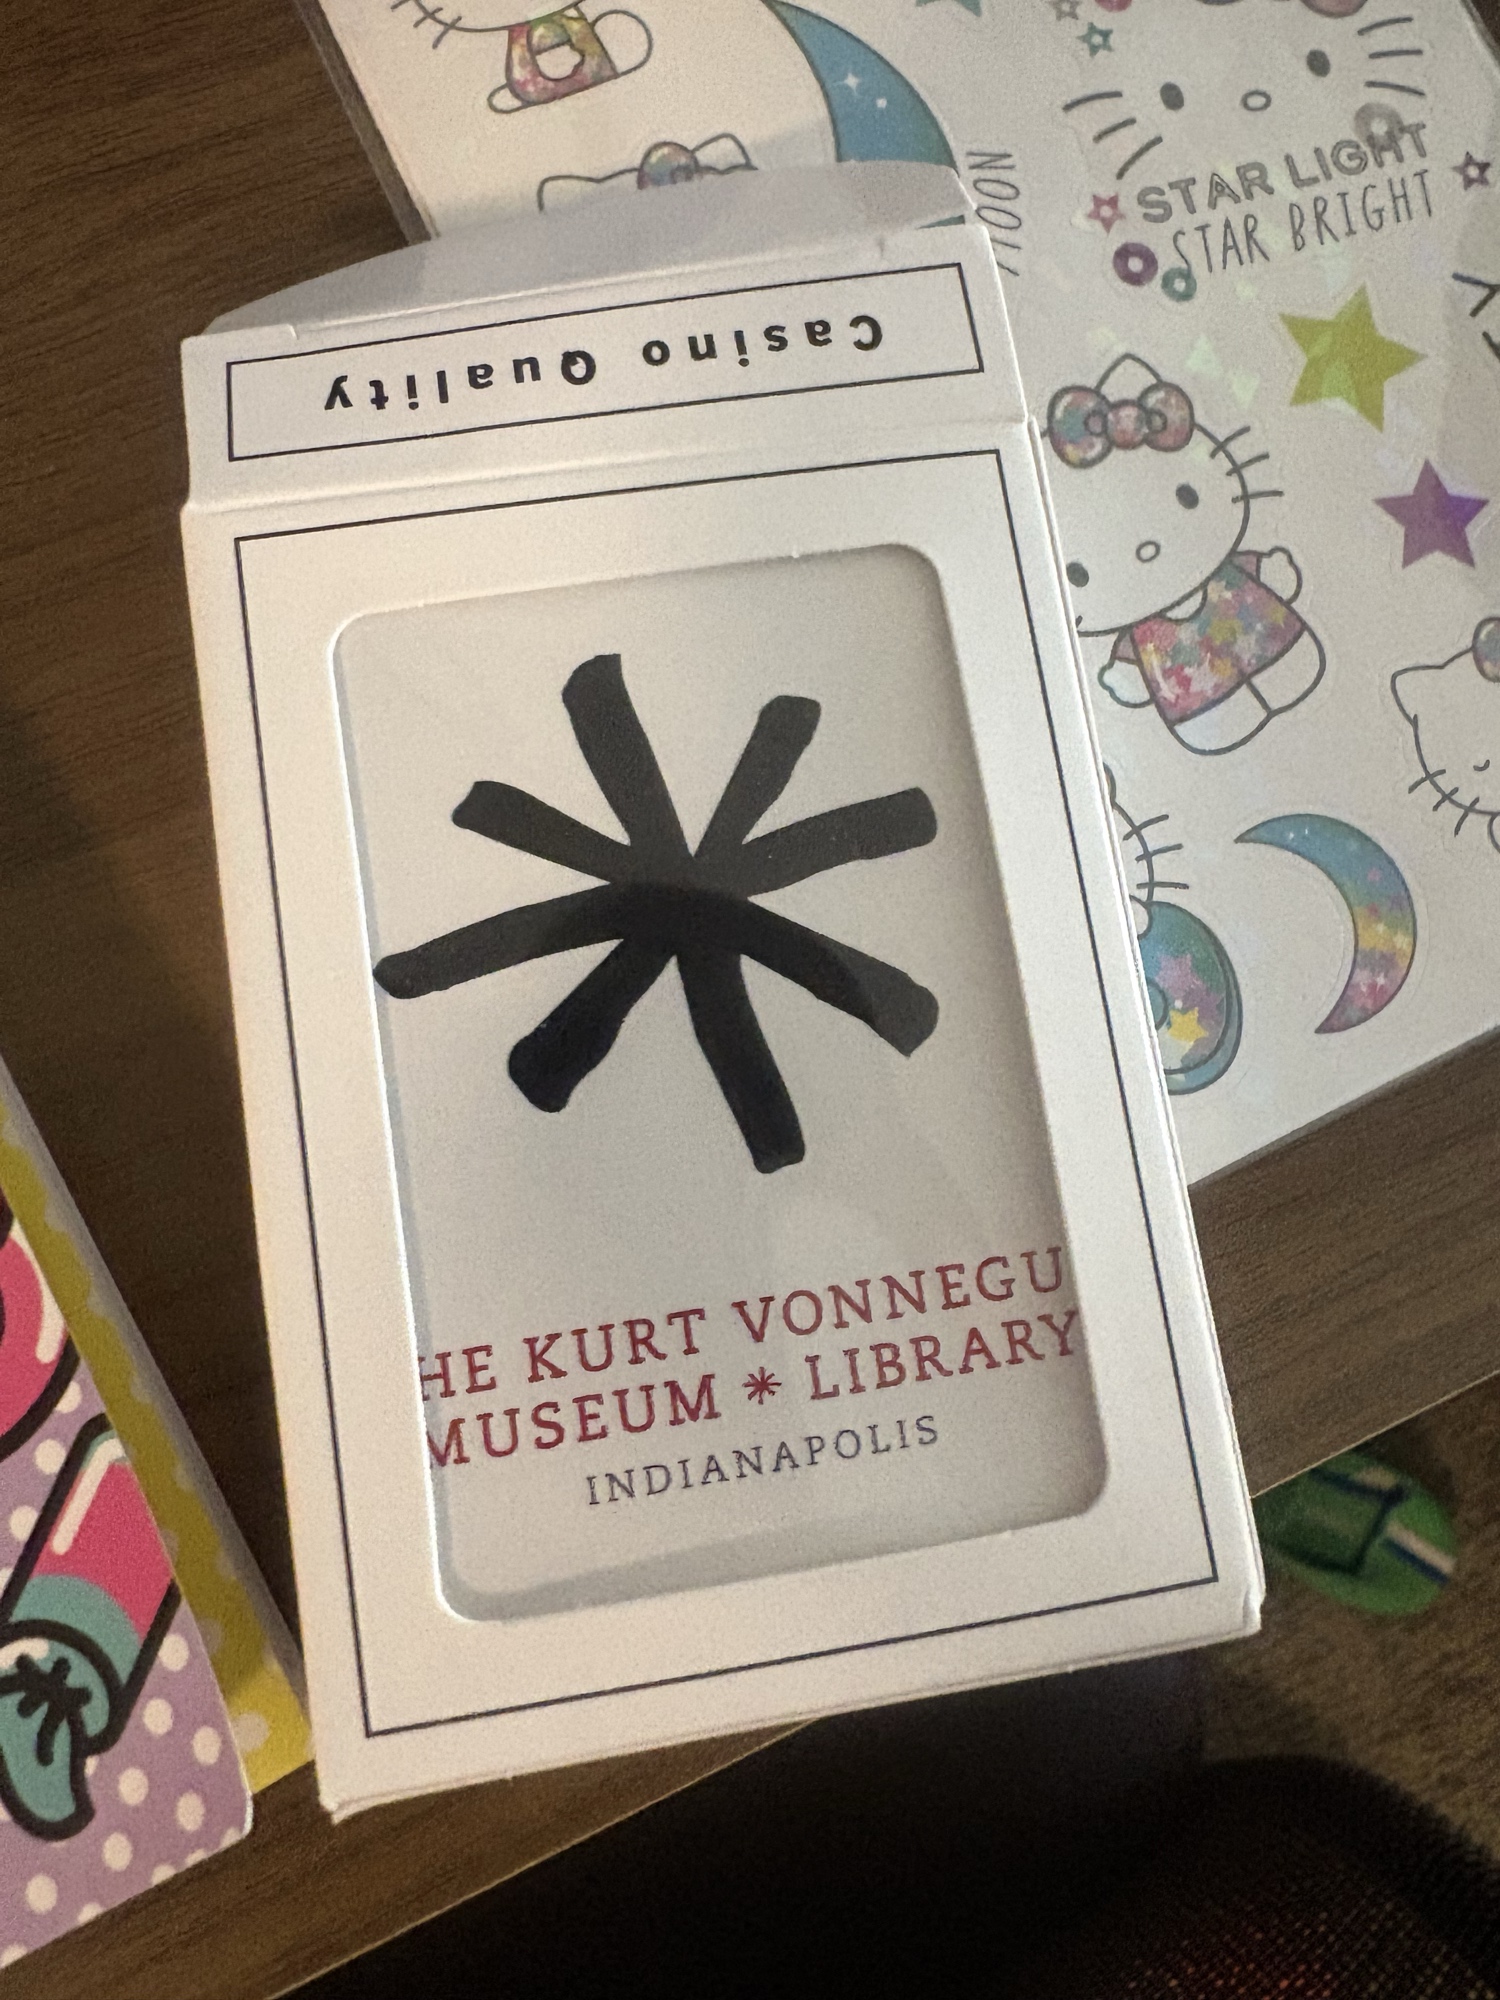 STAR LIGHT
STAR BRIGHT
Casino Quality
HE KURT VONNEGU
MUSEUM * LIBRARY
INDIANAPOLIS